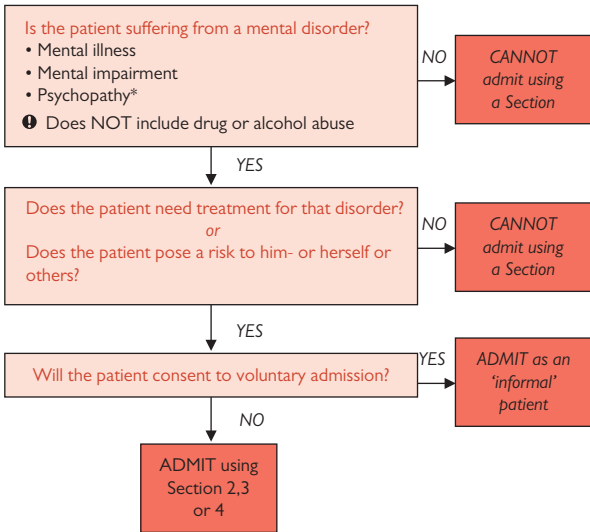 Is the patient suffering from a mental disorder?
• Mental illness
• Mental impairment
• Psychopathy*
! Does NOT include drug or alcohol abuse
NO
CANNOT
admit using
a Section
YES
Does the patient need treatment for that disorder?
or
Does the patient pose a risk to him- or herself or
others?
NO
CANNOT
admit using
a Section
YES
Will the patient consent to voluntary admission?
YES
ADMIT as an
‘informal’
patient
NO
ADMIT using
Section 2,3
or 4